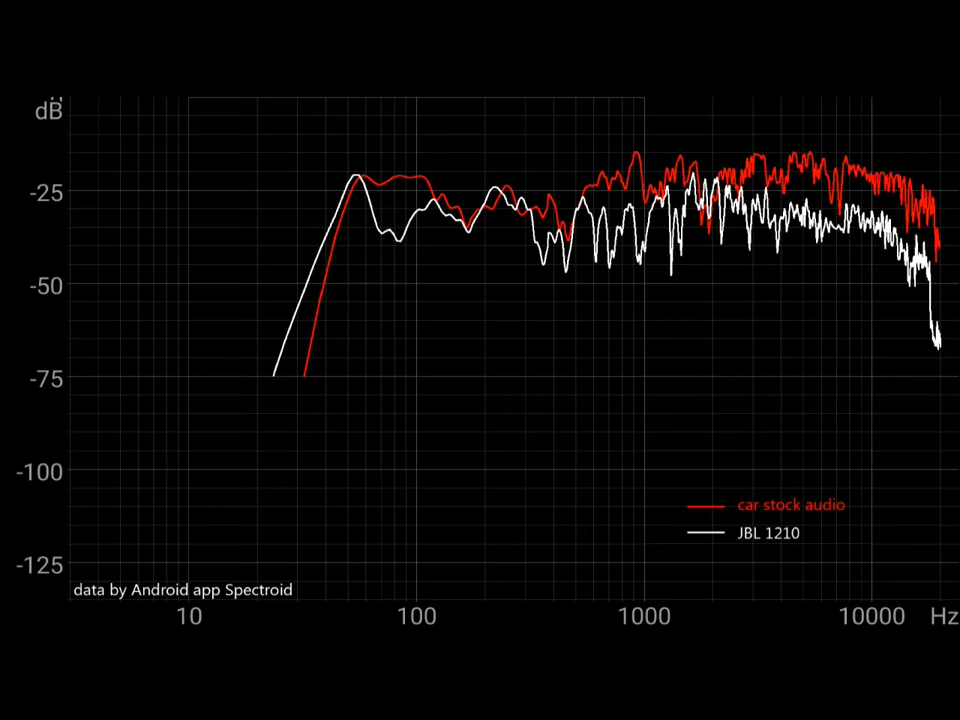 dB
-25
-50
-75
-100
-125
car stock audio
JBL 1210
data by Android app Spectroid
10 100 1000 10000 Hz